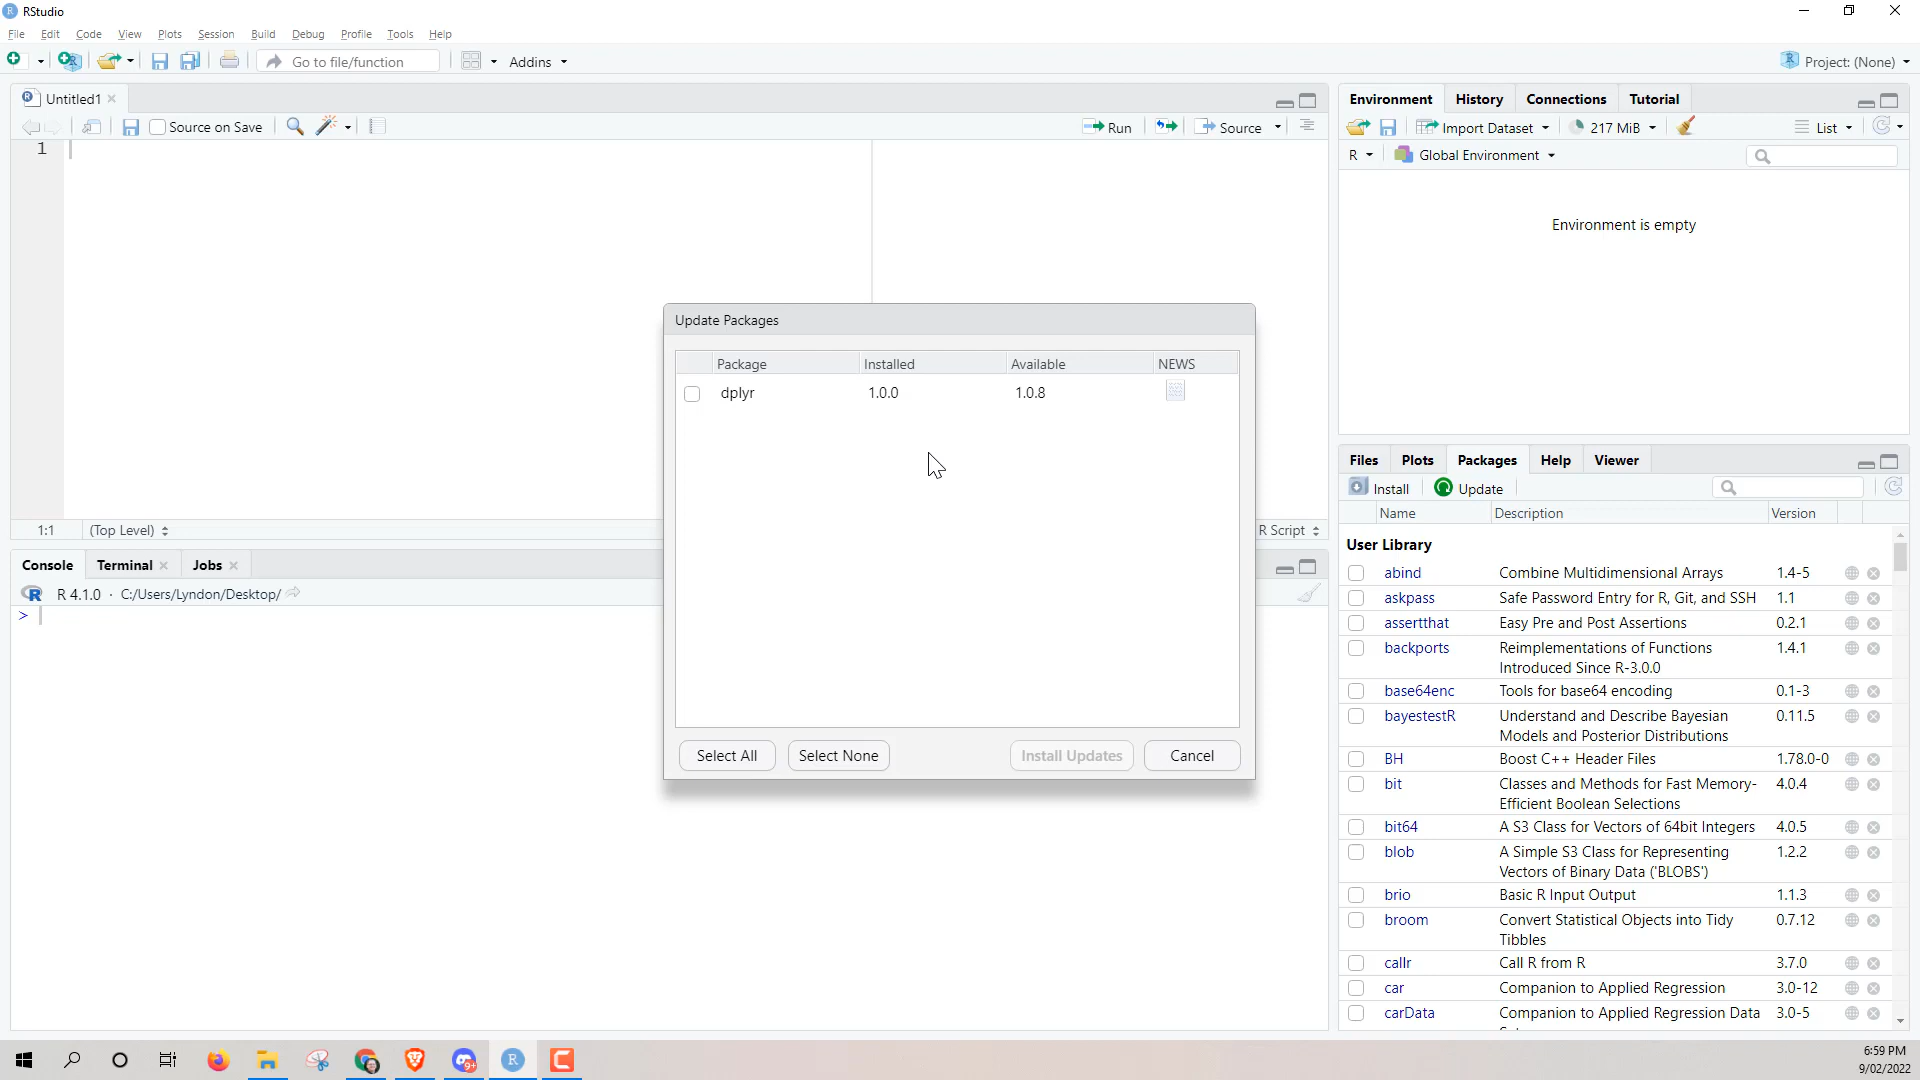 RStudio
File Edit Code View Plots Session Build Debug Profile Tools Help
Go to file/function Addins Project: (None)
Untitled1
Source on Save Run Source
1
1:1 (Top Level) R Script
Console Terminal Jobs
R 4.1.0 · C:/Users/Lyndon/Desktop/
>
Update Packages
Package Installed Available NEWS
dplyr 1.0.0 1.0.8
Select All Select None Install Updates Cancel
Environment History Connections Tutorial
Import Dataset 217 MiB List
R Global Environment
Environment is empty
Files Plots Packages Help Viewer
Install Update
Name Description Version
User Library
abind Combine Multidimensional Arrays 1.4-5
askpass Safe Password Entry for R, Git, and SSH 1.1
assertthat Easy Pre and Post Assertions 0.2.1
backports Reimplementations of Functions 1.4.1
Introduced Since R-3.0.0
base64enc Tools for base64 encoding 0.1-3
bayestestR Understand and Describe Bayesian 0.11.5
Models and Posterior Distributions
BH Boost C++ Header Files 1.78.0-0
bit Classes and Methods for Fast Memory- 4.0.4
Efficient Boolean Selections
bit64 A S3 Class for Vectors of 64bit Integers 4.0.5
blob A Simple S3 Class for Representing 1.2.2
Vectors of Binary Data ('BLOBS')
brio Basic R Input Output 1.1.3
broom Convert Statistical Objects into Tidy 0.7.12
Tibbles
callr Call R from R 3.7.0
car Companion to Applied Regression 3.0-12
carData Companion to Applied Regression Data 3.0-5
6:59 PM
9/02/2022